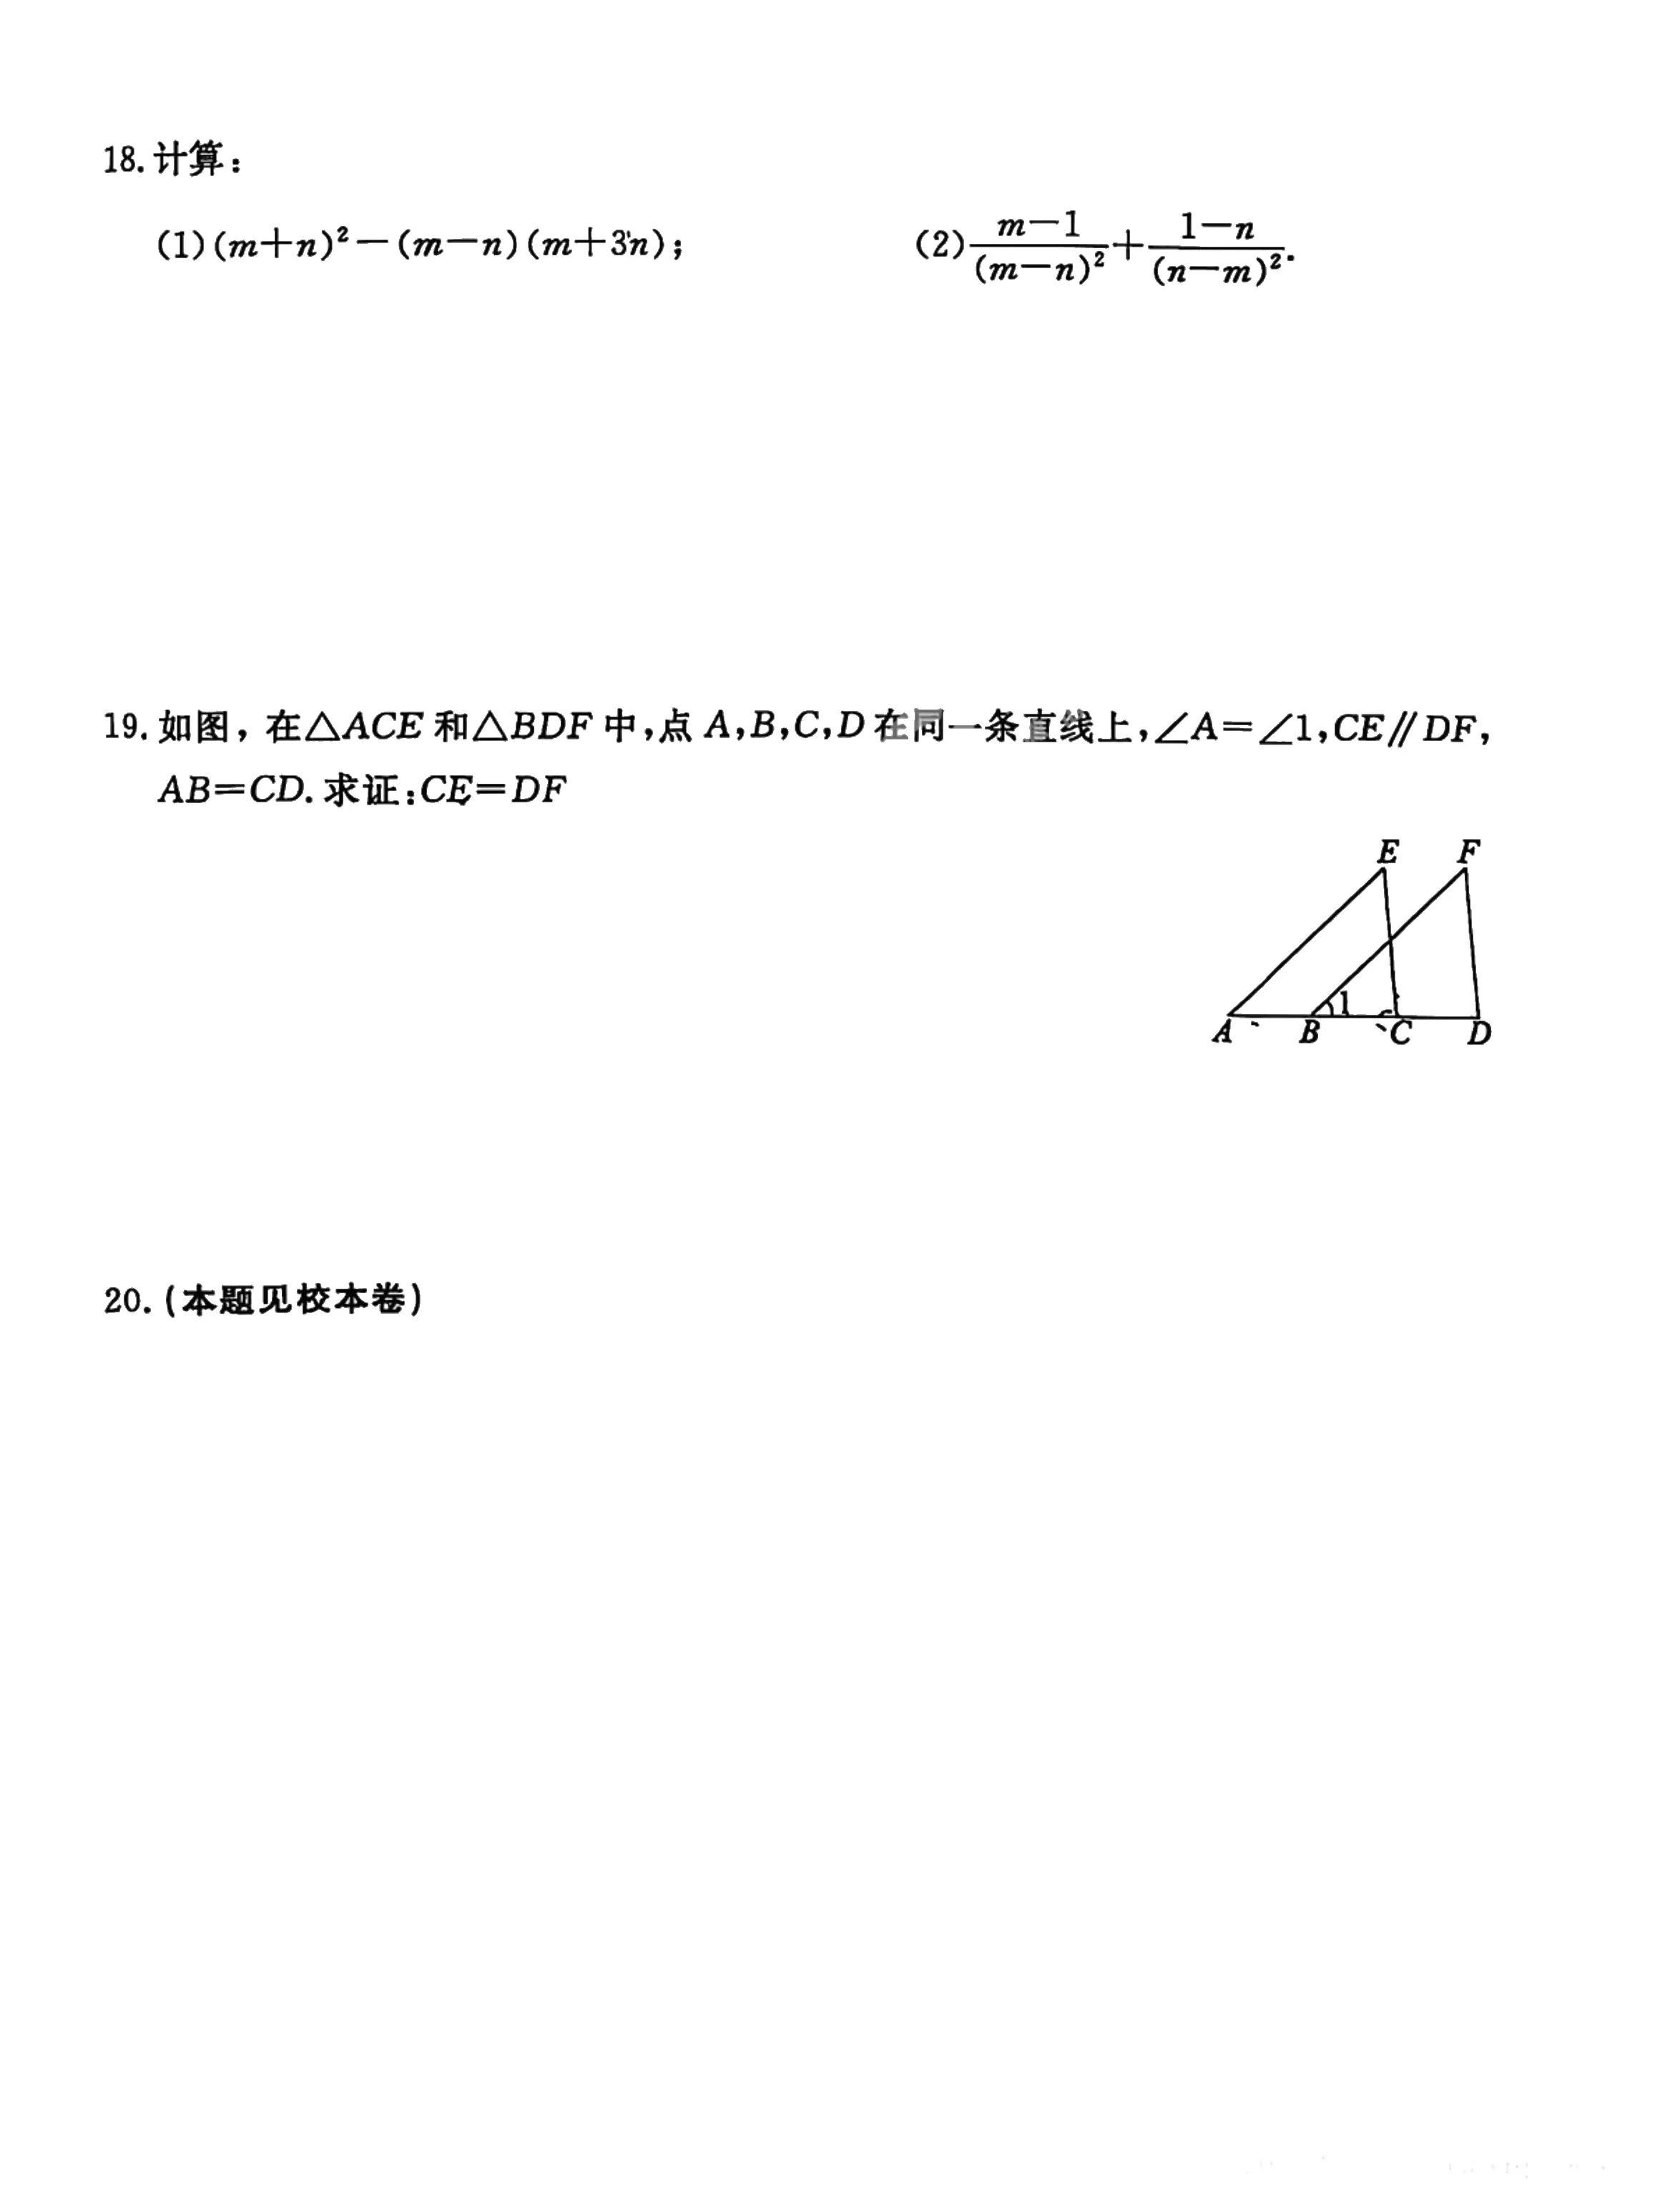 18.计算：
(1)(m+n)²-(m-n)(m+3n)； (2)\frac{m-1}{(m-n)²}+\frac{1-n}{(n-m)²}.
19.如图，在△ACE和△BDF中,点A,B,C,D在同一条直线上,∠A=∠1,CE∥DF,
AB=CD.求证:CE=DF
E F
1
A B C D
20.(本题见校本卷)